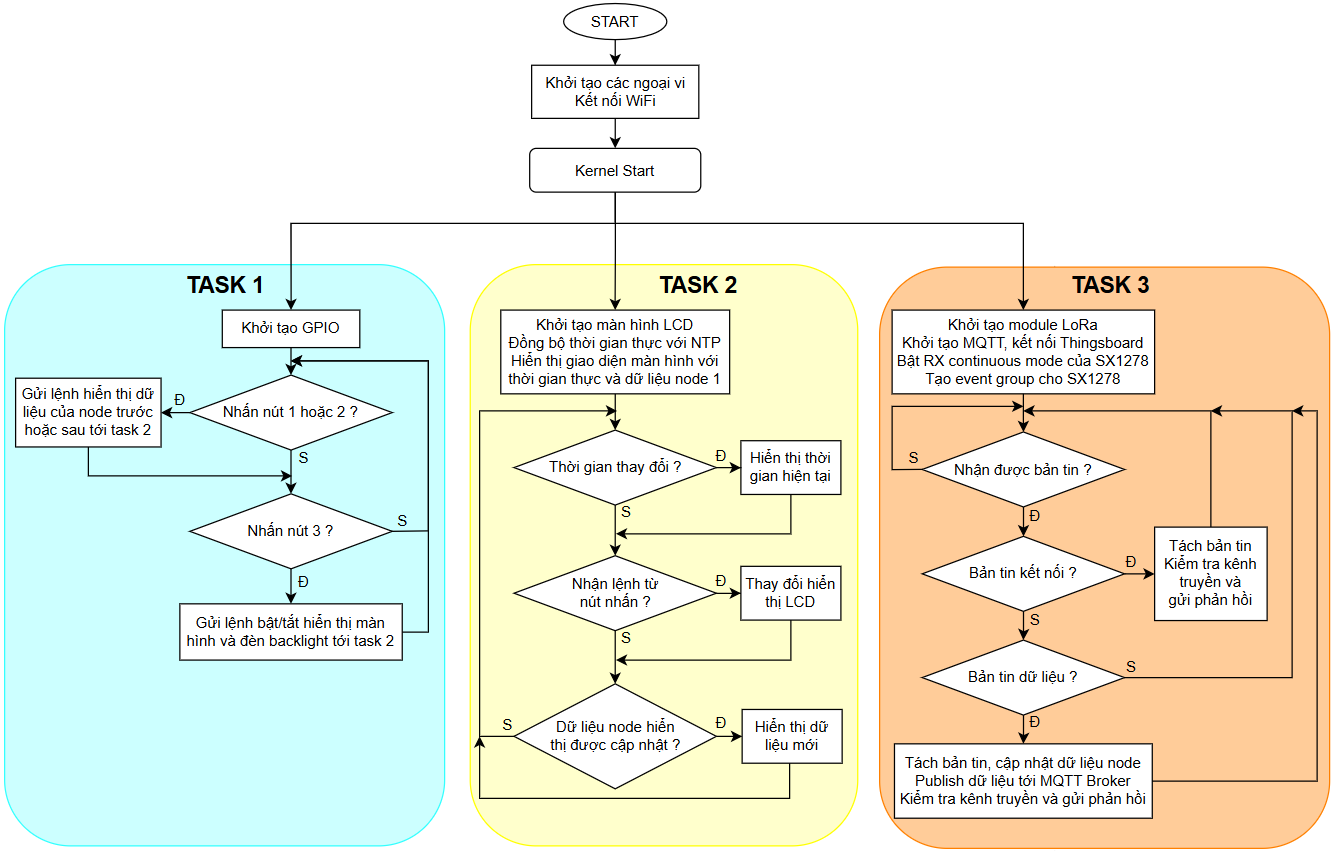 START
Khởi tạo các ngoại vi
Kết nối WiFi
Kernel Start
TASK 1
Khởi tạo GPIO
Nhấn nút 1 hoặc 2 ?
Đ
Gửi lệnh hiển thị dữ
liệu của node trước
hoặc sau tới task 2
S
Nhấn nút 3 ?
S
Đ
Gửi lệnh bật/tắt hiển thị màn
hình và đèn backlight tới task 2
TASK 2
Khởi tạo màn hình LCD
Đồng bộ thời gian thực với NTP
Hiển thị giao diện màn hình với
thời gian thực và dữ liệu node 1
Thời gian thay đổi ?
Đ
Hiển thị thời
gian hiện tại
S
Nhận lệnh từ
nút nhấn ?
Đ
Thay đổi hiển
thị LCD
S
Dữ liệu node hiển
thị được cập nhật ?
S
Đ
Hiển thị dữ
liệu mới
TASK 3
Khởi tạo module LoRa
Khởi tạo MQTT, kết nối Thingsboard
Bật RX continuous mode của SX1278
Tạo event group cho SX1278
Nhận được bản tin ?
S
Đ
Bản tin kết nối ?
Đ
Tách bản tin
Kiểm tra kênh
truyền và
gửi phản hồi
S
Bản tin dữ liệu ?
S
Đ
Tách bản tin, cập nhật dữ liệu node
Publish dữ liệu tới MQTT Broker
Kiểm tra kênh truyền và gửi phản hồi